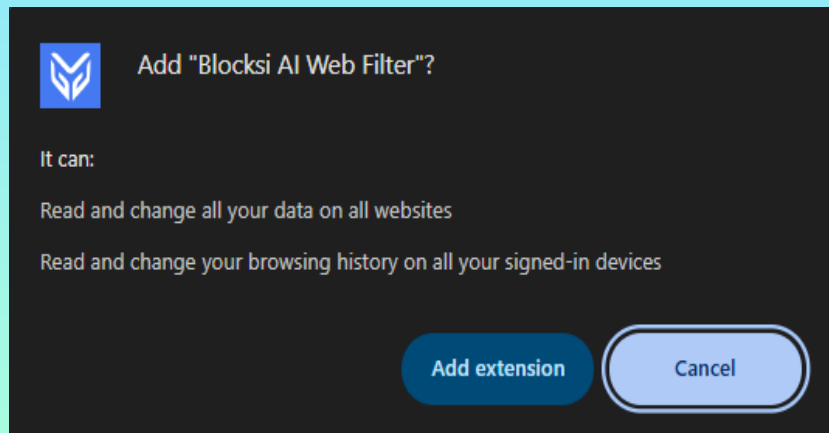 Add "Blocksi AI Web Filter"?
It can:
Read and change all your data on all websites
Read and change your browsing history on all your signed-in devices
Add extension
Cancel